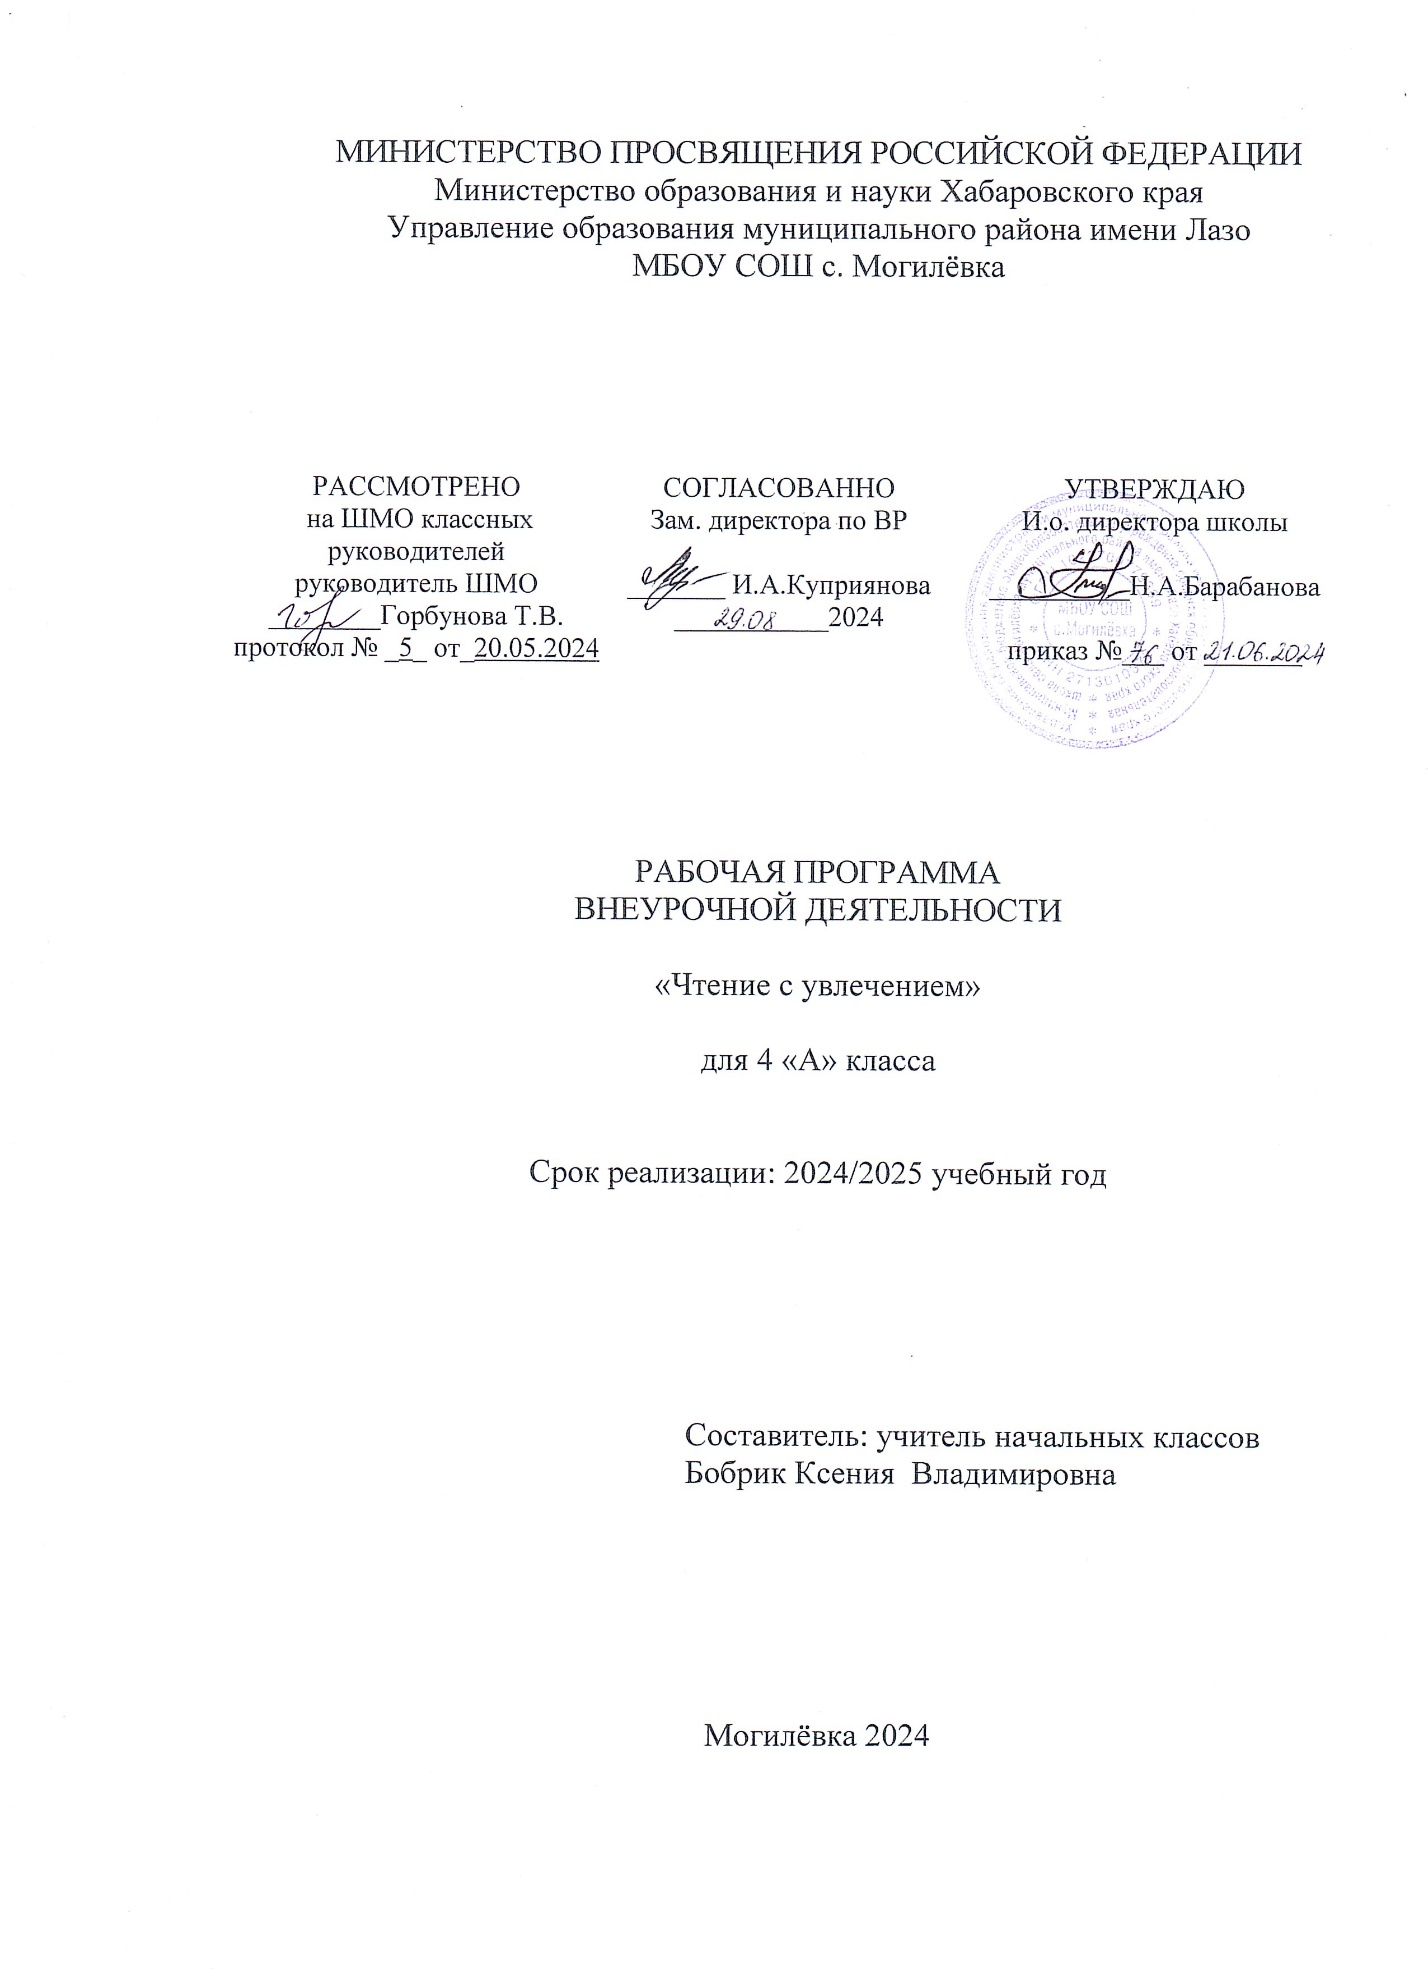 МИНИСТЕРСТВО ПРОСВЯЩЕНИЯ РОССИЙСКОЙ ФЕДЕРАЦИИ
Министерство образования и науки Хабаровского края
Управление образования муниципального района имени Лазо
МБОУ СОШ с. Могилёвка
РАССМОТРЕНО
на ШМО классных
руководителей
руководитель ШМО
Горбунова Т.В.
протокол № 5 от 20.05.2024
СОГЛАСОВАННО
Зам. директора по ВР
И.А.Куприянова
29.08 2024
УТВЕРЖДАЮ
И.о. директора школы
Н.А.Барабанова
приказ № 76 от 21.06.2024
МБОУ СОШ
с.Могилёвка
РАБОЧАЯ ПРОГРАММА
ВНЕУРОЧНОЙ ДЕЯТЕЛЬНОСТИ
«Чтение с увлечением»
для 4 «А» класса
Срок реализации: 2024/2025 учебный год
Составитель: учитель начальных классов
Бобрик Ксения Владимировна
Могилёвка 2024